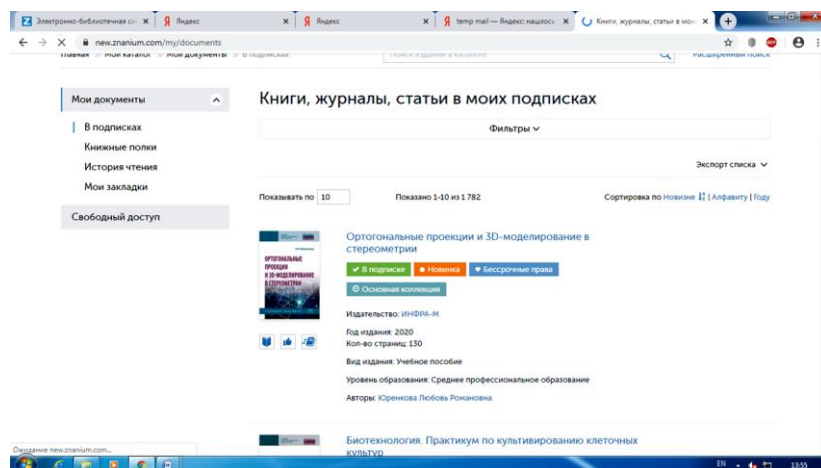 Электронно-библиотечная си
Яндекс
Яндекс
temp mail — Яндекс: нашлось
Книги, журналы, статьи в мои
new.znanium.com/my/documents
Главная
Мой каталог
Мои документы
В подписках
Поиск издания в каталоге
Расширенный поиск
Мои документы
В подписках
Книжные полки
История чтения
Мои закладки
Свободный доступ
Книги, журналы, статьи в моих подписках
Фильтры
Экспорт списка
Показывать по 10
Показано 1-10 из 1 782
Сортировка по Новизне | Алфавиту | Году
ОРТОГОНАЛЬНЫЕ
ПРОЕКЦИИ
И 3D-МОДЕЛИРОВАНИЕ
В СТЕРЕОМЕТРИИ
Ортогональные проекции и 3D-моделирование в
стереометрии
В подписке
Новинка
Бессрочные права
Основная коллекция
Издательство: ИНФРА-М
Год издания: 2020
Кол-во страниц: 130
Вид издания: Учебное пособие
Уровень образования: Среднее профессиональное образование
Авторы: Юренкова Любовь Романовна
Биотехнология. Практикум по культивированию клеточных
культур
Ожидание new.znanium.com...
EN
13:55